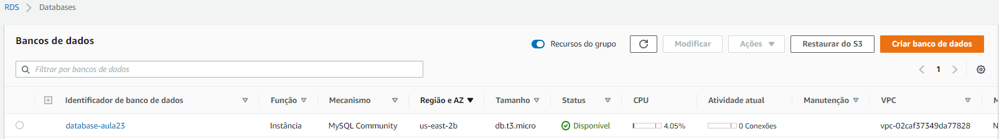 RDS > Databases
Bancos de dados
Recursos do grupo
Modificar
Ações
Restaurar do S3
Criar banco de dados
Filtrar por bancos de dados
1
Identificador de banco de dados Função Mecanismo Região e AZ Tamanho Status CPU Atividade atual Manutenção VPC
database-aula23 Instância MySQL Community us-east-2b db.t3.micro Disponível 4.05% 0 Conexões vpc-02caf37349da77828